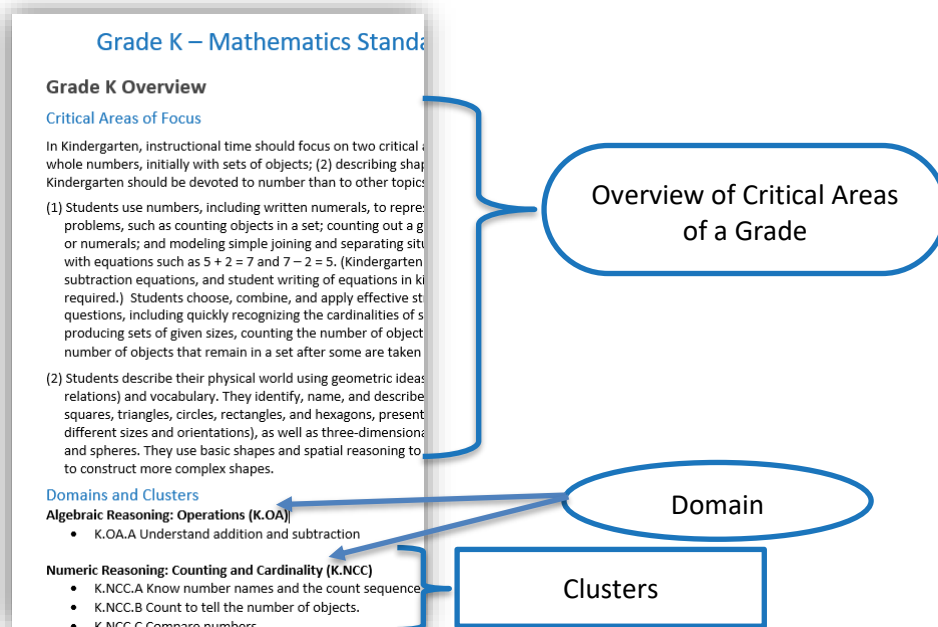 Grade K – Mathematics Standa
Grade K Overview
Critical Areas of Focus
In Kindergarten, instructional time should focus on two critical
whole numbers, initially with sets of objects; (2) describing shap
Kindergarten should be devoted to number than to other topics
(1) Students use numbers, including written numerals, to repre
problems, such as counting objects in a set; counting out a g
or numerals; and modeling simple joining and separating situ
with equations such as 5 + 2 = 7 and 7 – 2 = 5. (Kindergarten
subtraction equations, and student writing of equations in ki
required.) Students choose, combine, and apply effective st
questions, including quickly recognizing the cardinalities of s
producing sets of given sizes, counting the number of object
number of objects that remain in a set after some are taken
(2) Students describe their physical world using geometric ideas
relations) and vocabulary. They identify, name, and describe
squares, triangles, circles, rectangles, and hexagons, present
different sizes and orientations), as well as three-dimensiona
and spheres. They use basic shapes and spatial reasoning to
to construct more complex shapes.
Domains and Clusters
Algebraic Reasoning: Operations (K.OA)
• K.OA.A Understand addition and subtraction
Numeric Reasoning: Counting and Cardinality (K.NCC)
• K.NCC.A Know number names and the count sequence
• K.NCC.B Count to tell the number of objects.
• K.NCC.C Compare numbers
Overview of Critical Areas
of a Grade
Domain
Clusters